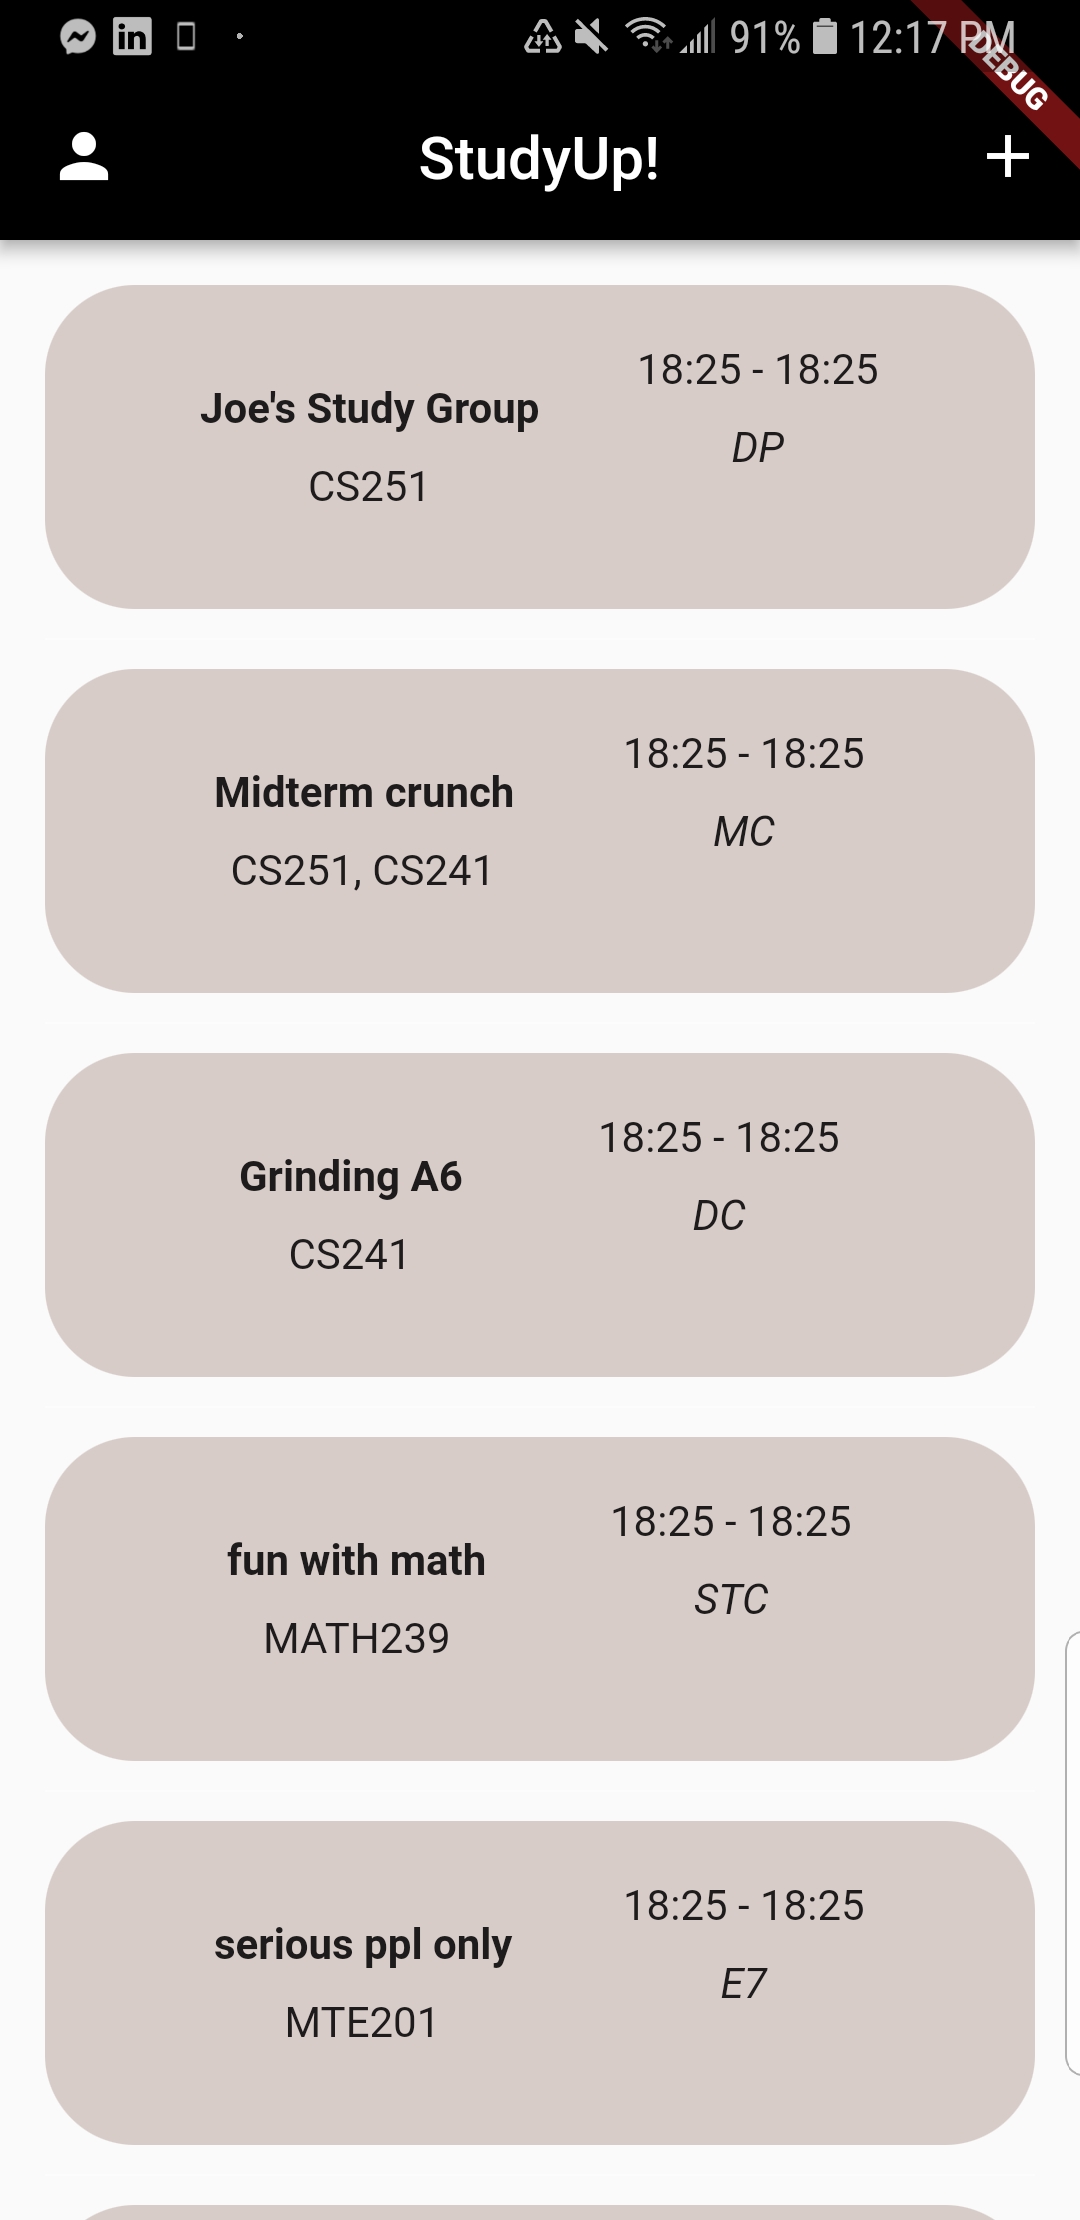 91% 12:17 PM
DEBUG
StudyUp!
18:25 - 18:25
Joe's Study Group
DP
CS251
18:25 - 18:25
Midterm crunch
MC
CS251, CS241
18:25 - 18:25
Grinding A6
DC
CS241
18:25 - 18:25
fun with math
STC
MATH239
18:25 - 18:25
serious ppl only
E7
MTE201